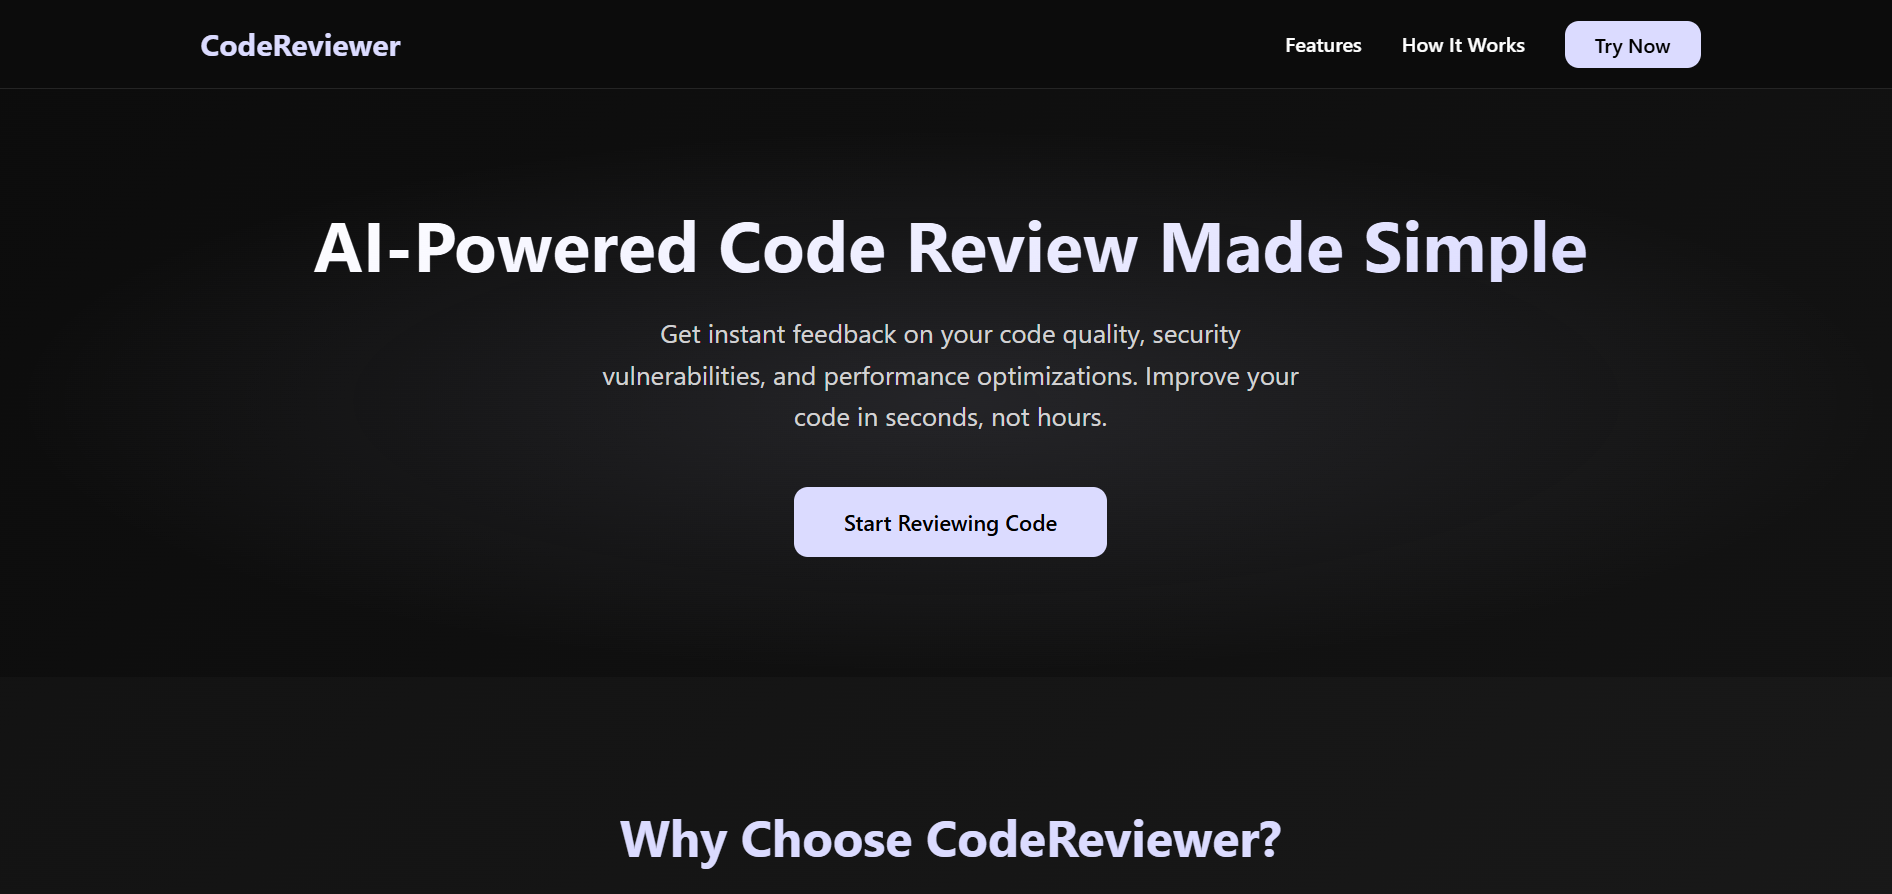 CodeReviewer
Features
How It Works
Try Now
AI-Powered Code Review Made Simple
Get instant feedback on your code quality, security
vulnerabilities, and performance optimizations. Improve your
code in seconds, not hours.
Start Reviewing Code
Why Choose CodeReviewer?